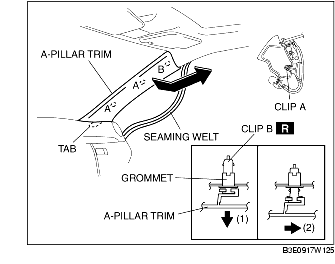 A-PILLAR TRIM
B
A
A
CLIP A
TAB
SEAMING WELT
CLIP B R
GROMMET
A-PILLAR TRIM
(1)
(2)
B3E0917W125